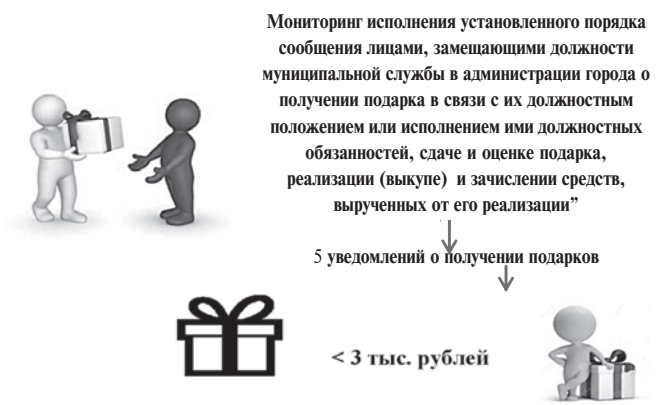 Мониторинг исполнения установленного порядка
сообщения лицами, замещающими должности
муниципальной службы в администрации города о
получении подарка в связи с их должностным
положением или исполнением ими должностных
обязанностей, сдаче и оценке подарка,
реализации (выкупе) и зачислении средств,
вырученных от его реализации”
5 уведомлений о получении подарков
< 3 тыс. рублей